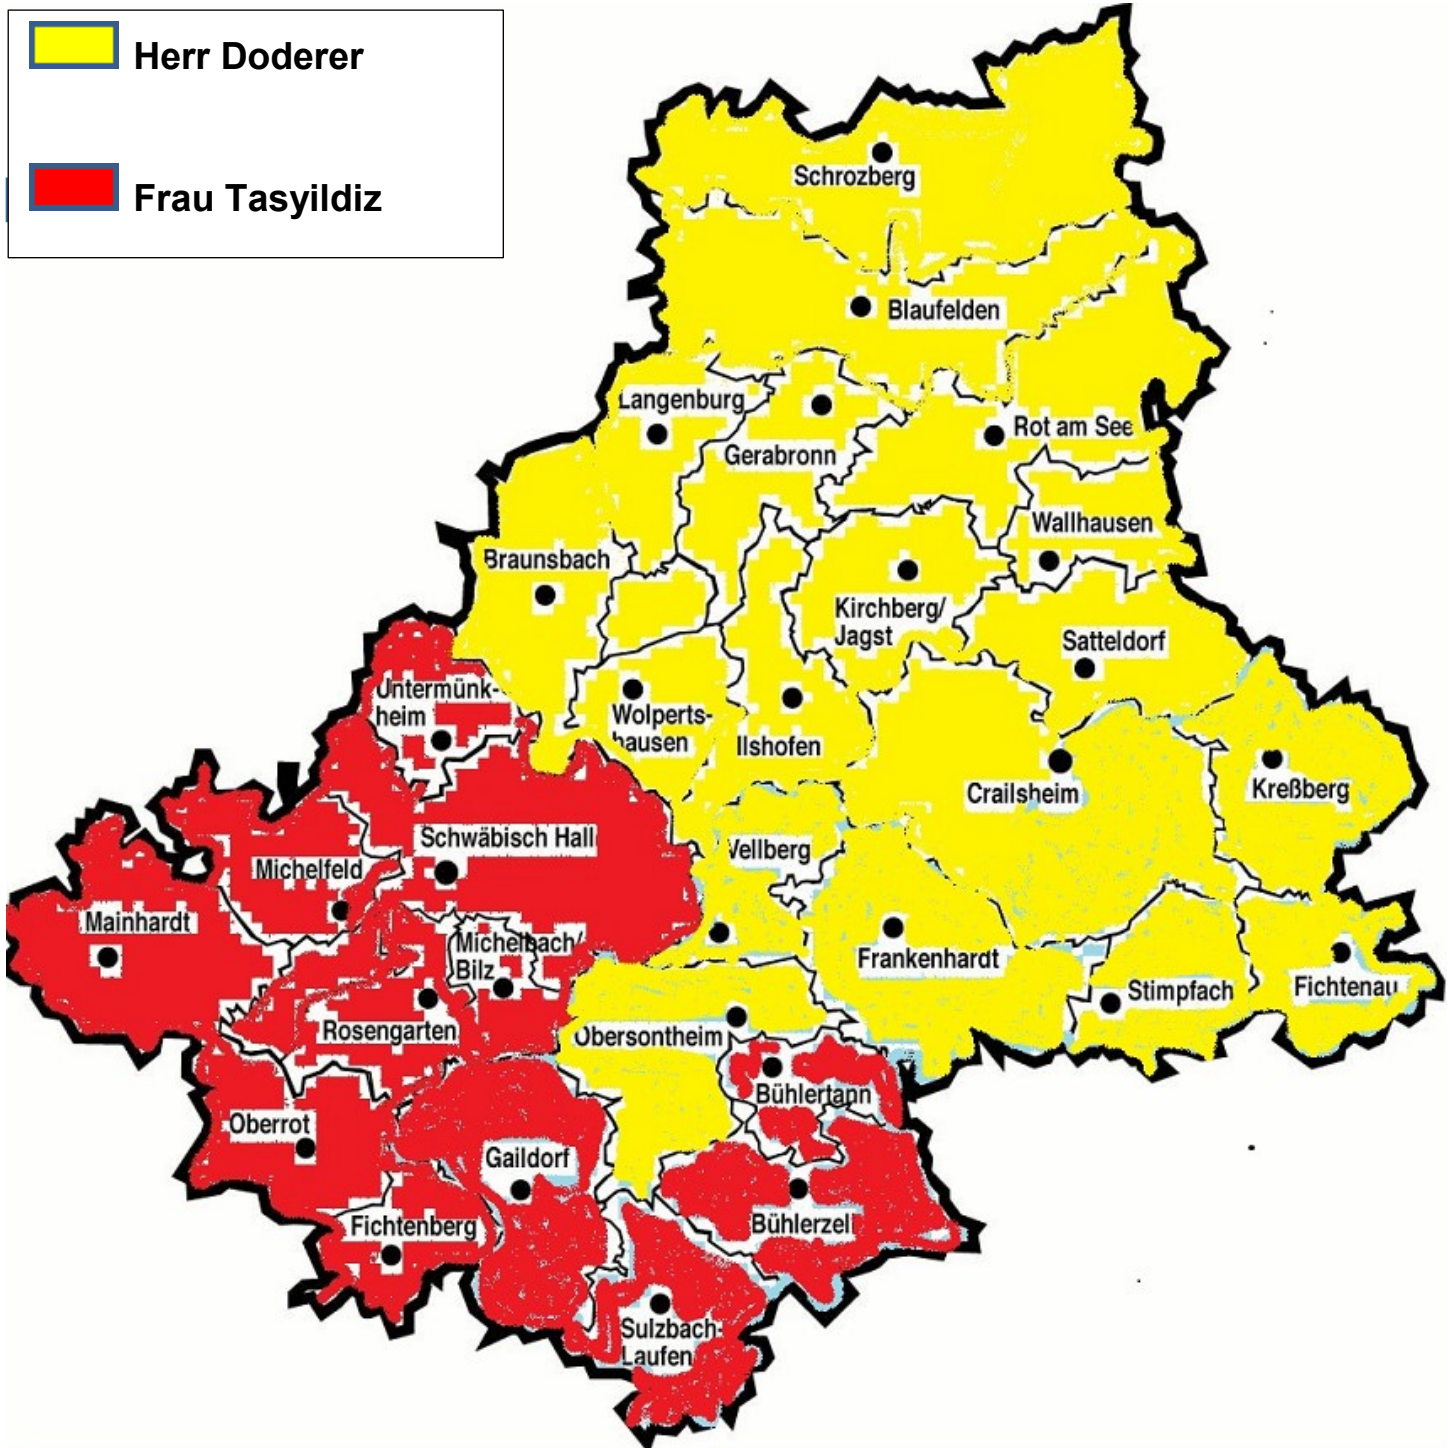 Herr Doderer
Frau Tasyildiz
Schrozberg
Blaufelden
Langenburg
Gerabronn
Rot am See
Wallhausen
Braunsbach
Kirchberg/
Jagst
Satteldorf
Untermünk-
heim
Wolperts-
hausen
Ilshofen
Crailsheim
Kreßberg
Schwäbisch Hall
Vellberg
Michelfeld
Mainhardt
Michelbach/
Bilz
Frankenhardt
Stimpfach
Fichtenau
Rosengarten
Obersontheim
Bühlertann
Oberrot
Gaildorf
Bühlerzell
Fichtenberg
Sulzbach-
Laufen